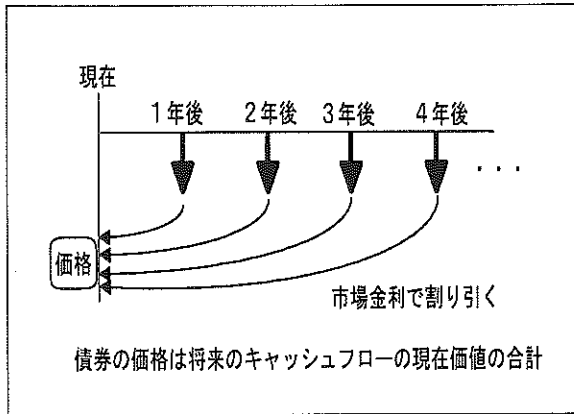 現在
1年後 2年後 3年後 4年後
・・・
価格
市場金利で割り引く
債券の価格は将来のキャッシュフローの現在価値の合計